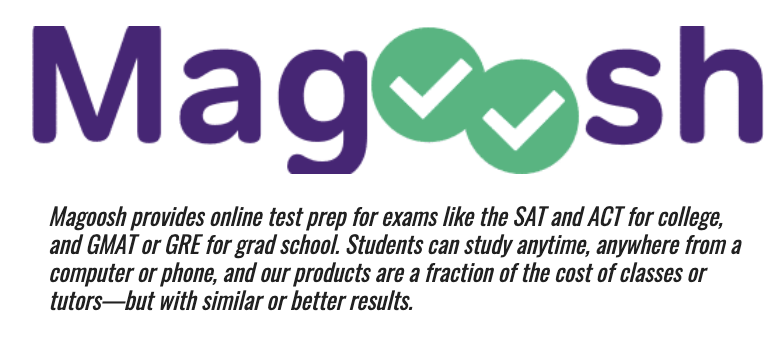 Magoosh
Magoosh provides online test prep for exams like the SAT and ACT for college,
and GMAT or GRE for grad school. Students can study anytime, anywhere from a
computer or phone, and our products are a fraction of the cost of classes or
tutors—but with similar or better results.